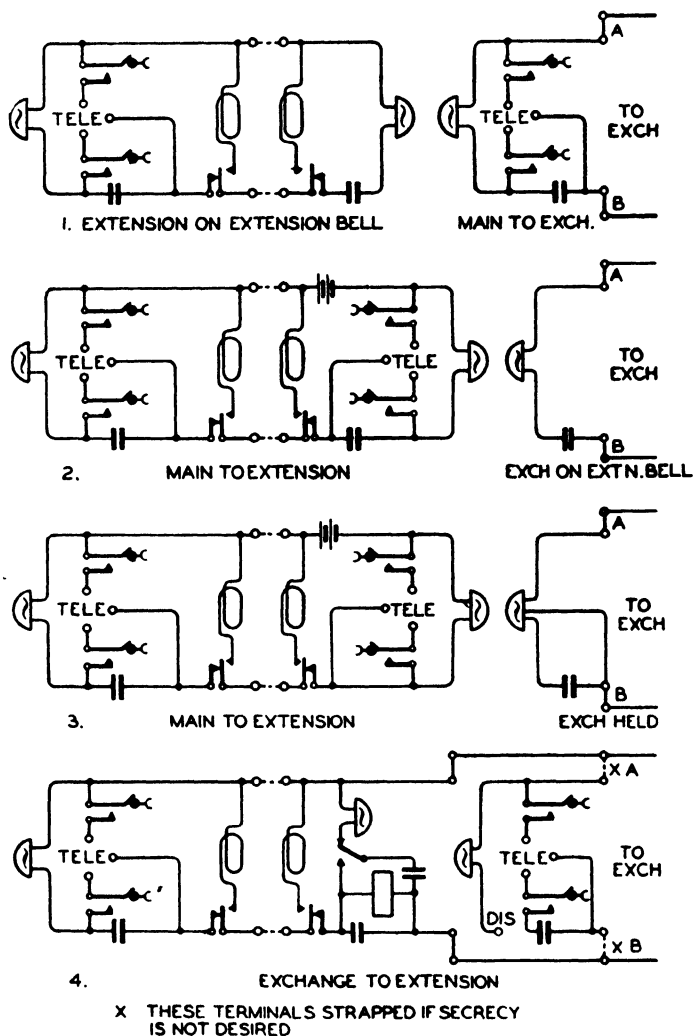 A
TELE
TELE
TO
EXCH
B
1. EXTENSION ON EXTENSION BELL
MAIN TO EXCH.
A
TELE
TELE
TO
EXCH
B
2.
MAIN TO EXTENSION
EXCH ON EXTN. BELL
A
TELE
TELE
TO
EXCH
B
3.
MAIN TO EXTENSION
EXCH HELD
X A
TELE
TELE
TO
EXCH
DIS
X B
4.
EXCHANGE TO EXTENSION
X THESE TERMINALS STRAPPED IF SECRECY
IS NOT DESIRED